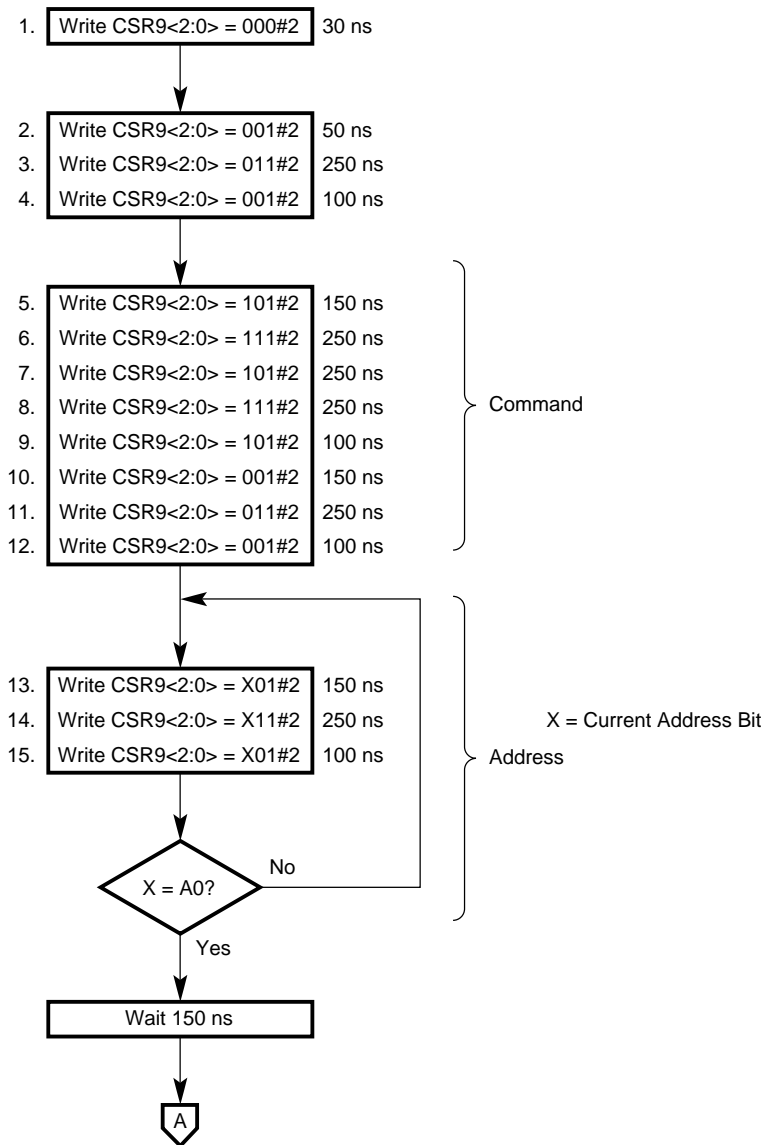 1. Write CSR9<2:0> = 000#2 30 ns
2. Write CSR9<2:0> = 001#2 50 ns
3. Write CSR9<2:0> = 011#2 250 ns
4. Write CSR9<2:0> = 001#2 100 ns
5. Write CSR9<2:0> = 101#2 150 ns
6. Write CSR9<2:0> = 111#2 250 ns
7. Write CSR9<2:0> = 101#2 250 ns
8. Write CSR9<2:0> = 111#2 250 ns
Command
9. Write CSR9<2:0> = 101#2 100 ns
10. Write CSR9<2:0> = 001#2 150 ns
11. Write CSR9<2:0> = 011#2 250 ns
12. Write CSR9<2:0> = 001#2 100 ns
13. Write CSR9<2:0> = X01#2 150 ns
14. Write CSR9<2:0> = X11#2 250 ns
X = Current Address Bit
15. Write CSR9<2:0> = X01#2 100 ns
Address
X = A0?
No
Yes
Wait 150 ns
A